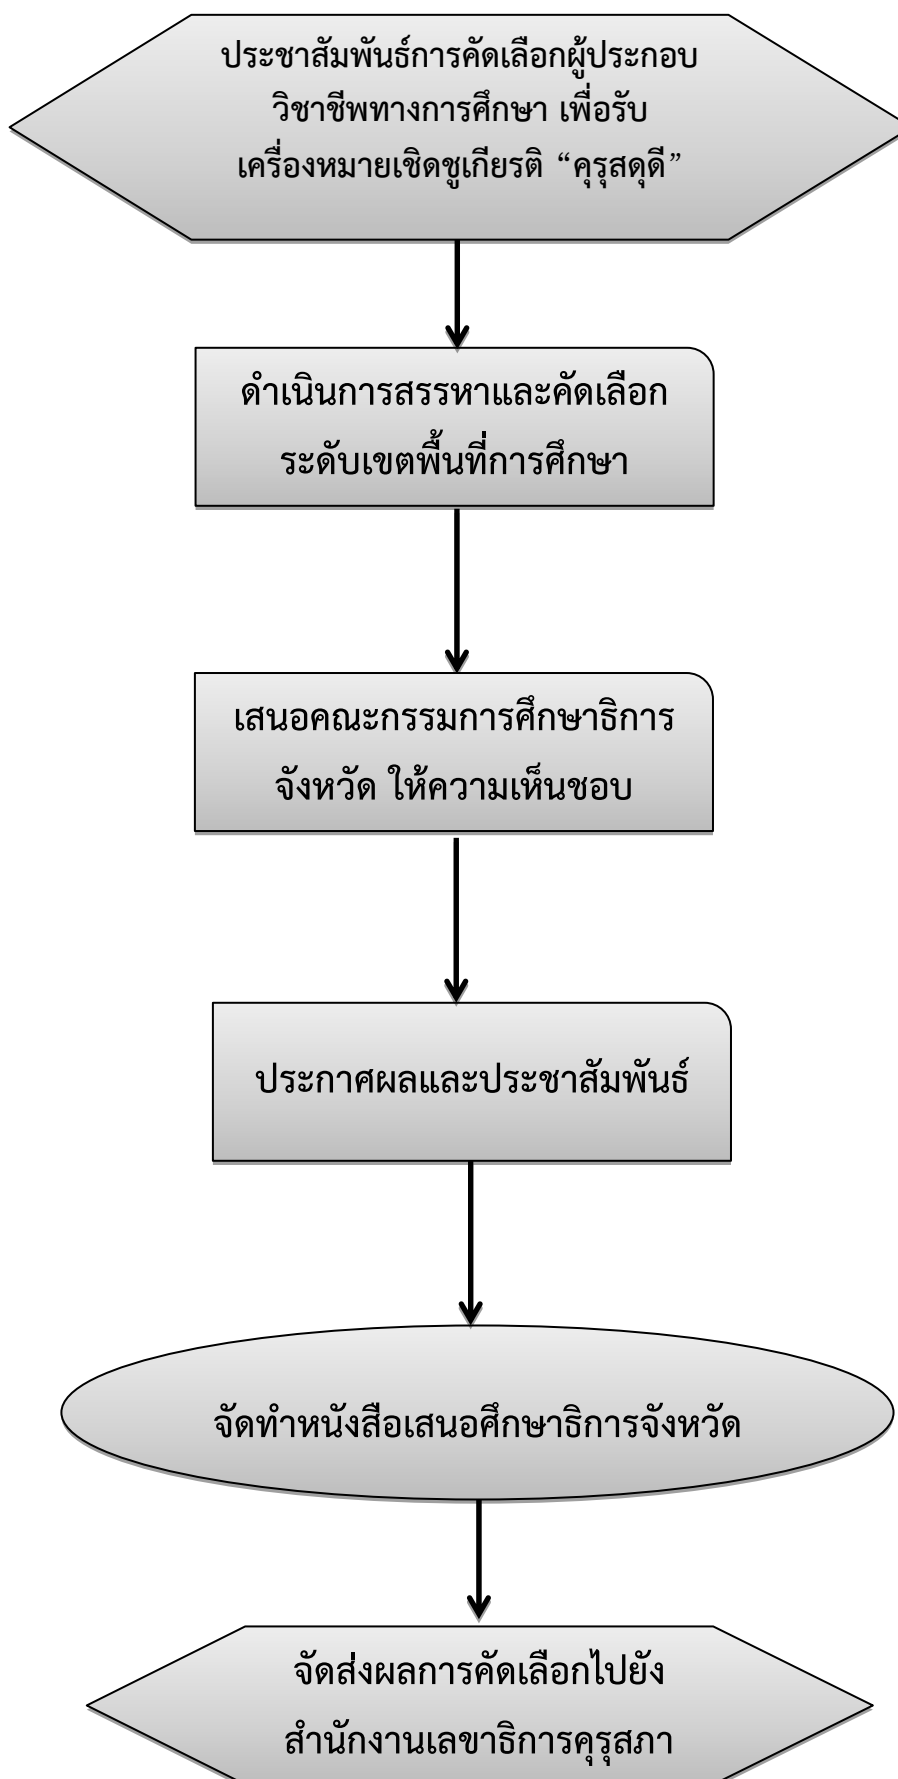 ประชาสัมพันธ์การคัดเลือกผู้ประกอบ
วิชาชีพทางการศึกษา เพื่อรับ
เครื่องหมายเชิดชูเกียรติ “คุรุสดุดี”
ดำเนินการสรรหาและคัดเลือก
ระดับเขตพื้นที่การศึกษา
เสนอคณะกรรมการศึกษาธิการ
จังหวัด ให้ความเห็นชอบ
ประกาศผลและประชาสัมพันธ์
จัดทำหนังสือเสนอศึกษาธิการจังหวัด
จัดส่งผลการคัดเลือกไปยัง
สำนักงานเลขาธิการคุรุสภา